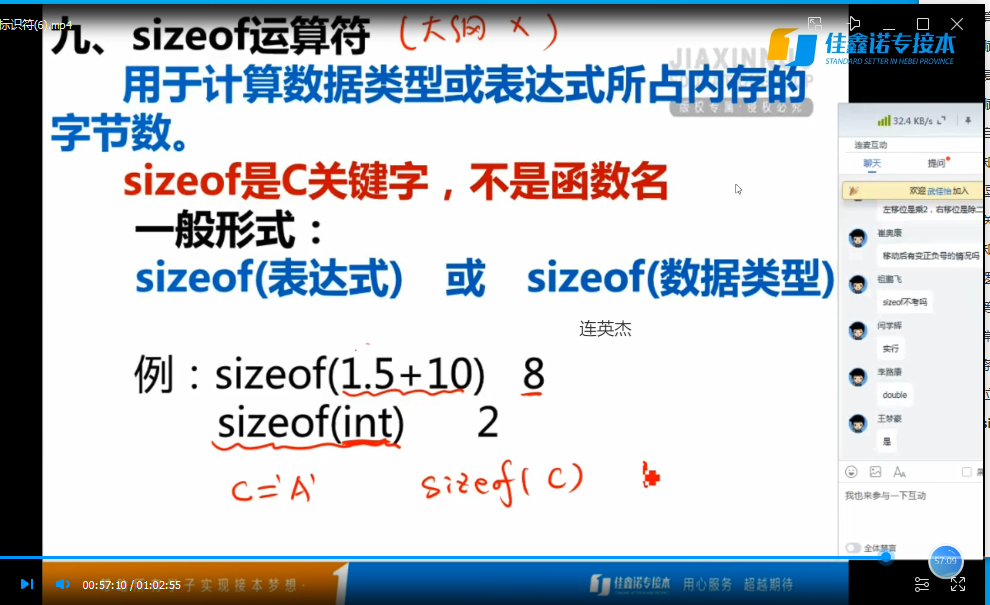 标识符(6).mp4
九、sizeof运算符 (大纲 ×)
佳鑫诺专接本
STANDARD SETTER IN HEBEI PROVINCE
用于计算数据类型或表达式所占内存的
字节数。
版权专属·侵权必究
sizeof是C关键字，不是函数名
一般形式：
sizeof(表达式) 或 sizeof(数据类型)
连英杰
例：sizeof(1.5+10) 8
sizeof(int) 2
c='A' sizeof( c)
32.4 KB/s
连麦互动
聊天 提问
加入
左移位是乘2，右移位是除二
崔奥康
移动后有变正负号的情况吗
祖鹏飞
sizeof不考吗
闫学辉
实行
李路康
double
王梦豪
是
我也来参与一下互动
全体禁言
57:09
00:57:10 / 01:02:55
子实现接本梦想·
佳鑫诺专接本 用心服务 超越期待